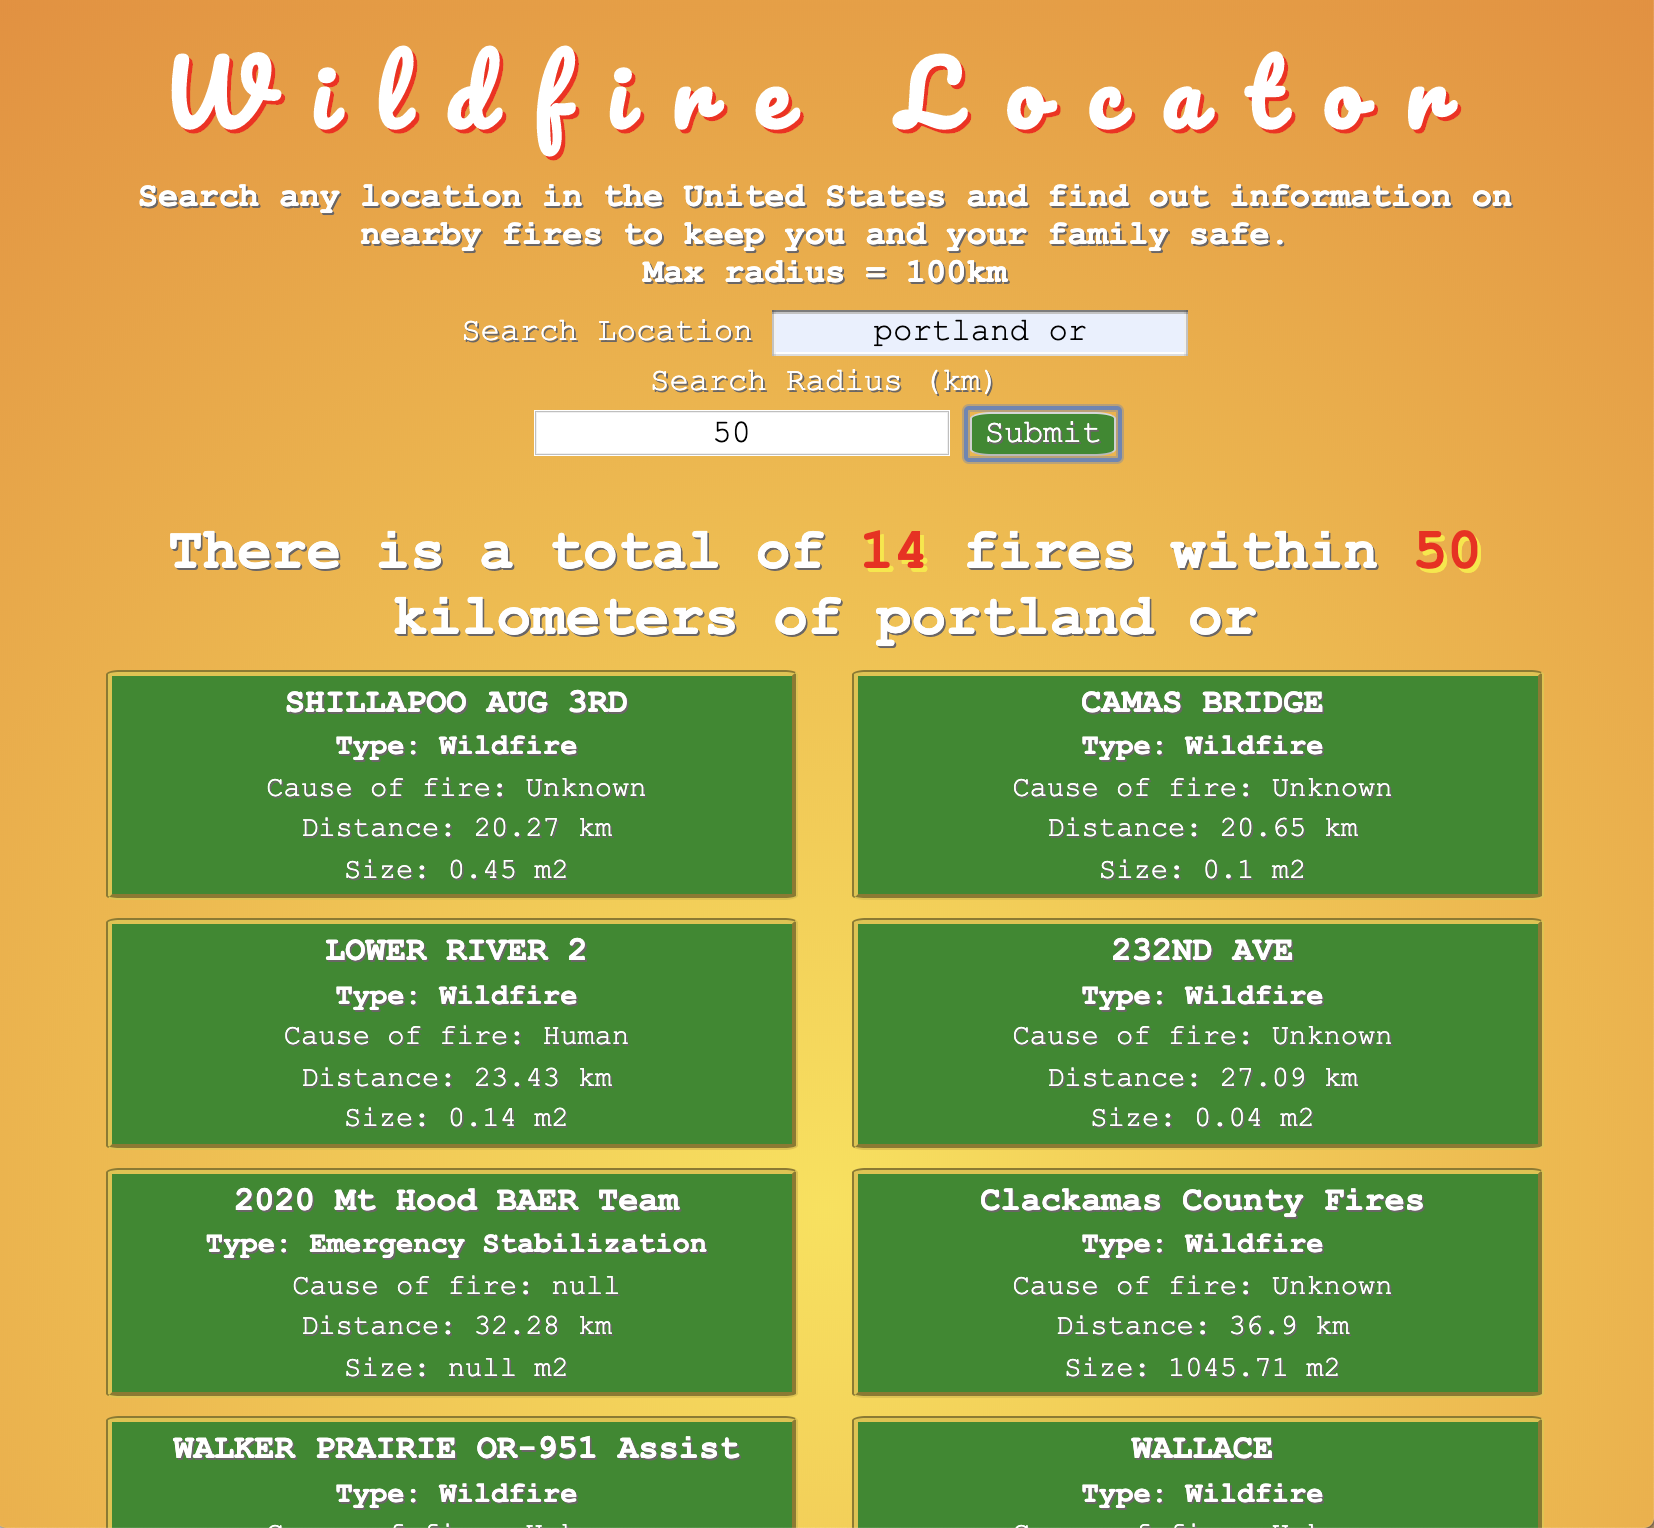 Wildfire Locator
Search any location in the United States and find out information on
nearby fires to keep you and your family safe.
Max radius = 100km
Search Location portland or
Search Radius (km)
50 Submit
There is a total of 14 fires within 50
kilometers of portland or
SHILLAPOO AUG 3RD
Type: Wildfire
Cause of fire: Unknown
Distance: 20.27 km
Size: 0.45 m2
CAMAS BRIDGE
Type: Wildfire
Cause of fire: Unknown
Distance: 20.65 km
Size: 0.1 m2
LOWER RIVER 2
Type: Wildfire
Cause of fire: Human
Distance: 23.43 km
Size: 0.14 m2
232ND AVE
Type: Wildfire
Cause of fire: Unknown
Distance: 27.09 km
Size: 0.04 m2
2020 Mt Hood BAER Team
Type: Emergency Stabilization
Cause of fire: null
Distance: 32.28 km
Size: null m2
Clackamas County Fires
Type: Wildfire
Cause of fire: Unknown
Distance: 36.9 km
Size: 1045.71 m2
WALKER PRAIRIE OR-951 Assist
Type: Wildfire
WALLACE
Type: Wildfire